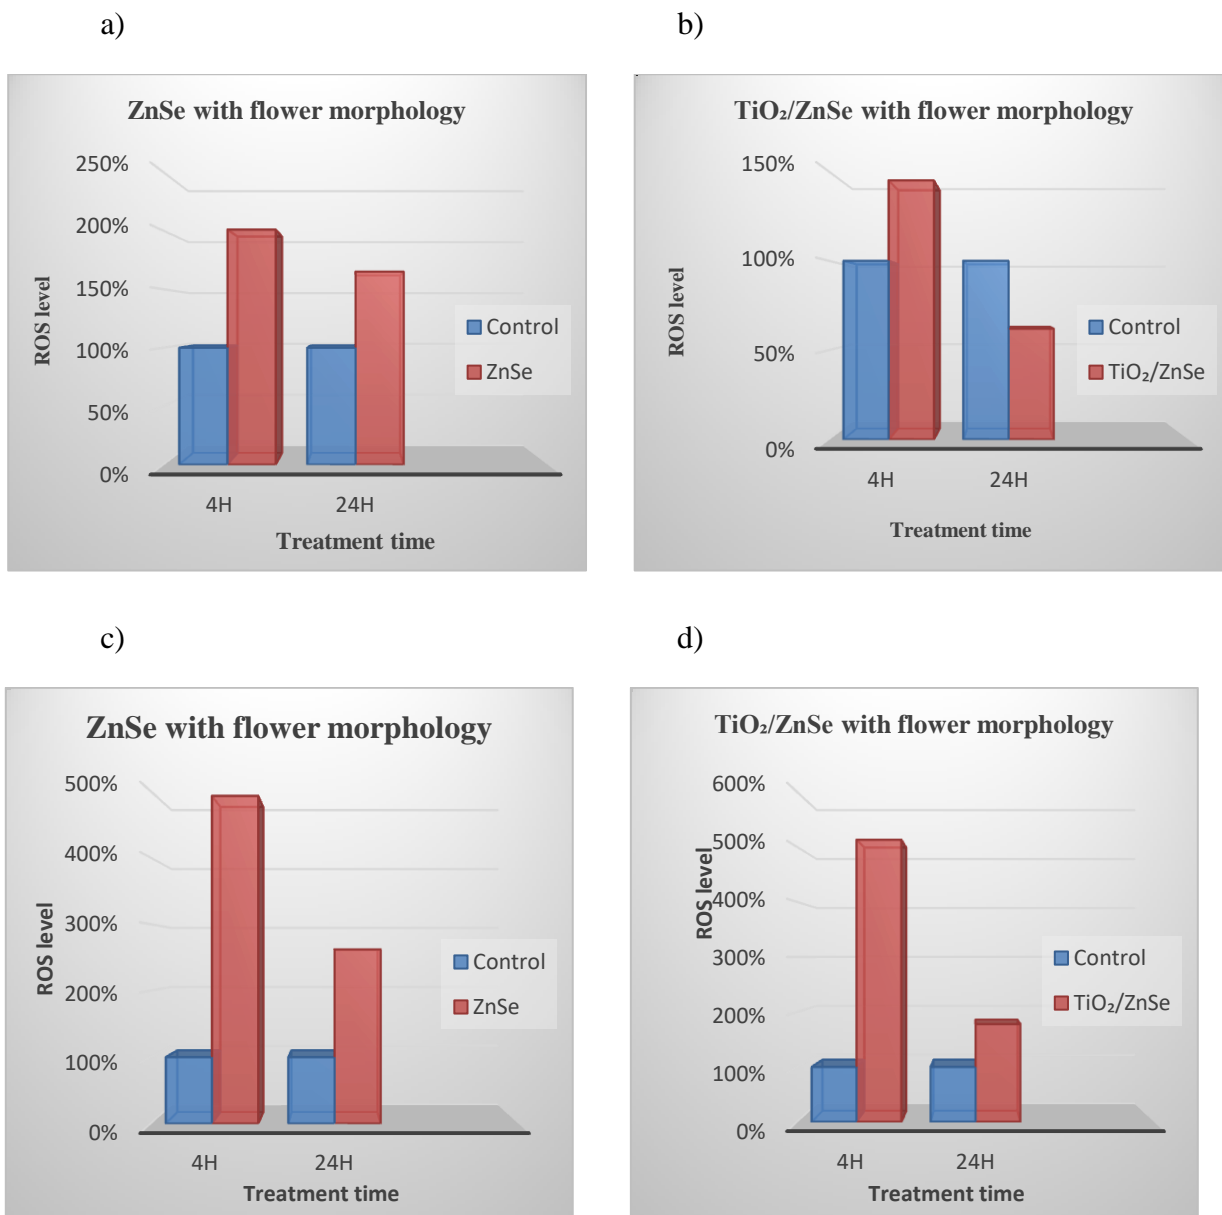 a)
ZnSe with flower morphology
250%
200%
150%
100%
50%
0%
ROS level
4H
24H
Treatment time
Control
ZnSe
b)
TiO₂/ZnSe with flower morphology
150%
100%
50%
0%
ROS level
4H
24H
Treatment time
Control
TiO₂/ZnSe
c)
ZnSe with flower morphology
500%
400%
300%
200%
100%
0%
ROS level
4H
24H
Treatment time
Control
ZnSe
d)
TiO₂/ZnSe with flower morphology
600%
500%
400%
300%
200%
100%
0%
ROS level
4H
24H
Treatment time
Control
TiO₂/ZnSe